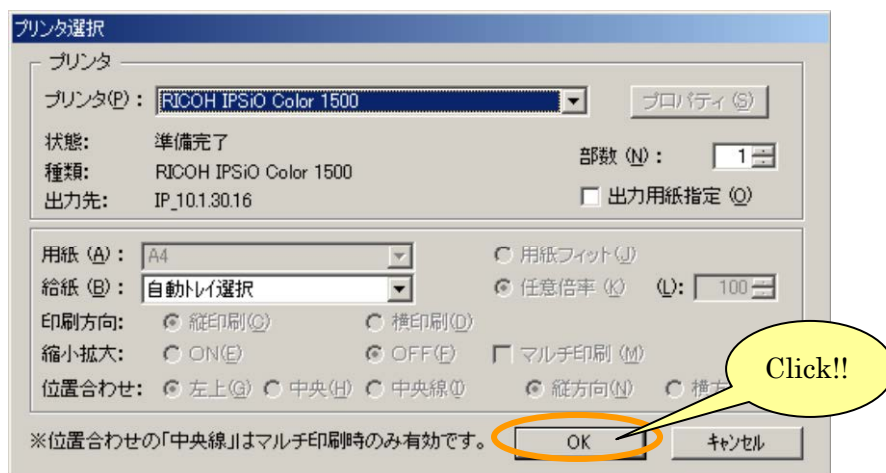 プリンタ選択
プリンタ
プリンタ(P): RICOH IPSiO Color 1500 プロパティ(S)
状態: 準備完了
部数(N): 1
種類: RICOH IPSiO Color 1500
出力先: IP_10.1.30.16 出力用紙指定(O)
用紙(A): A4 用紙フィット(J)
給紙(B): 自動トレイ選択 任意倍率(K) (L): 100
印刷方向: 縦印刷(C) 横印刷(D)
縮小拡大: ON(E) OFF(F) マルチ印刷(M)
位置合わせ: 左上(G) 中央(H) 中央線(I) 縦方向(N) 横方
Click!!
※位置合わせの「中央線」はマルチ印刷時のみ有効です。 OK キャンセル